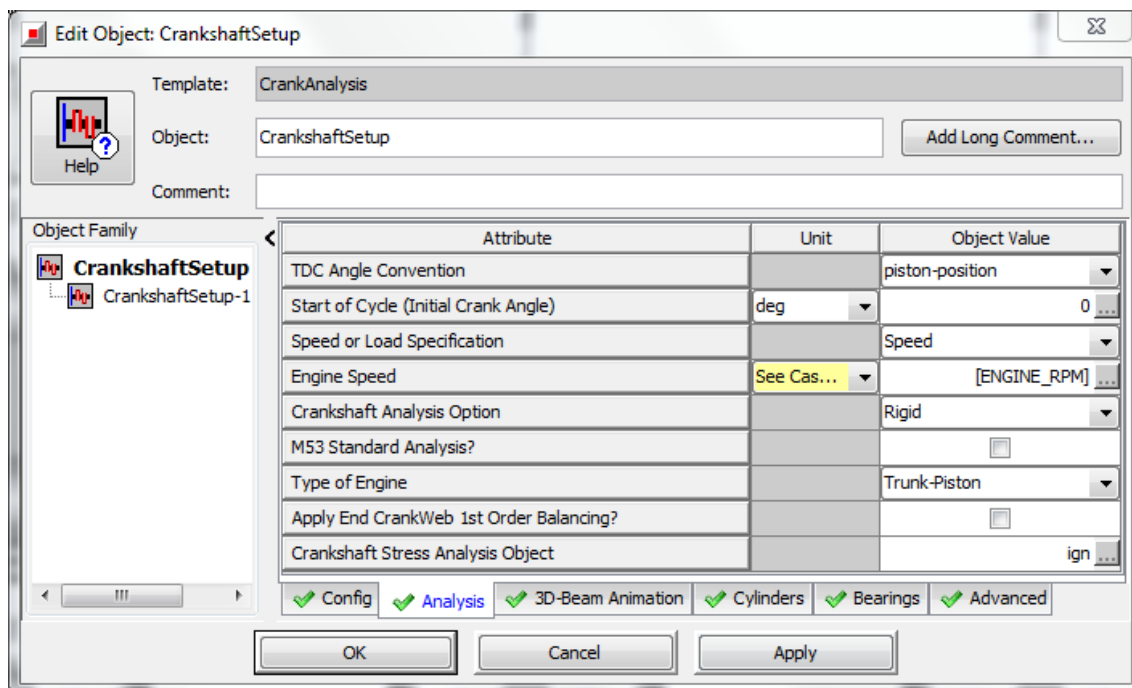 Edit Object: CrankshaftSetup
Template: CrankAnalysis
Help
Object: CrankshaftSetup Add Long Comment...
Comment:
Object Family
CrankshaftSetup
CrankshaftSetup-1
Attribute Unit Object Value
TDC Angle Convention piston-position
Start of Cycle (Initial Crank Angle) deg 0 ...
Speed or Load Specification Speed
Engine Speed See Cas... [ENGINE_RPM] ...
Crankshaft Analysis Option Rigid
M53 Standard Analysis?
Type of Engine Trunk-Piston
Apply End CrankWeb 1st Order Balancing?
Crankshaft Stress Analysis Object ign ...
Config Analysis 3D-Beam Animation Cylinders Bearings Advanced
OK Cancel Apply